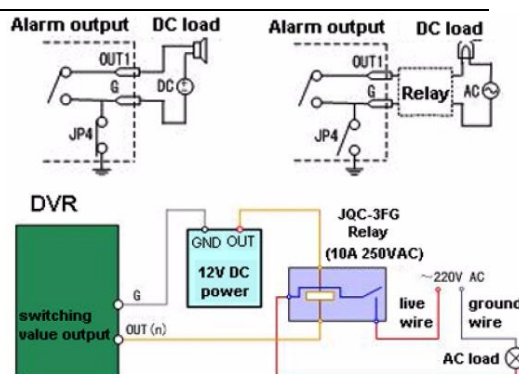 Alarm output DC load
OUT1
G
DC
JP4
Alarm output DC load
OUT1
G
Relay
AC
JP4
DVR
switching
value output
G
OUT (n)
GND OUT
12V DC
power
JQC-3FG
Relay
(10A 250VAC)
~220V AC
live
wire
ground
wire
AC load